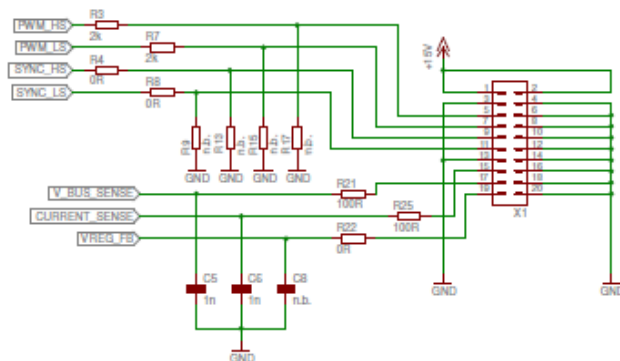 PWM_HS R3
2k
PWM_LS R7
2k
SYNC_HS R4
0R
SYNC_LS R8
0R
+15V
R9 n.b. R13 n.b. R15 n.b. R17 n.b.
GND GND GND GND
1 2
3 4
5 6
7 8
9 10
11 12
13 14
15 16
17 18
19 20
X1
V_BUS_SENSE R21
100R
CURRENT_SENSE R25
100R
VREG_FB R22
0R
C5 C6 C8
1n 1n n.b.
GND GND
GND